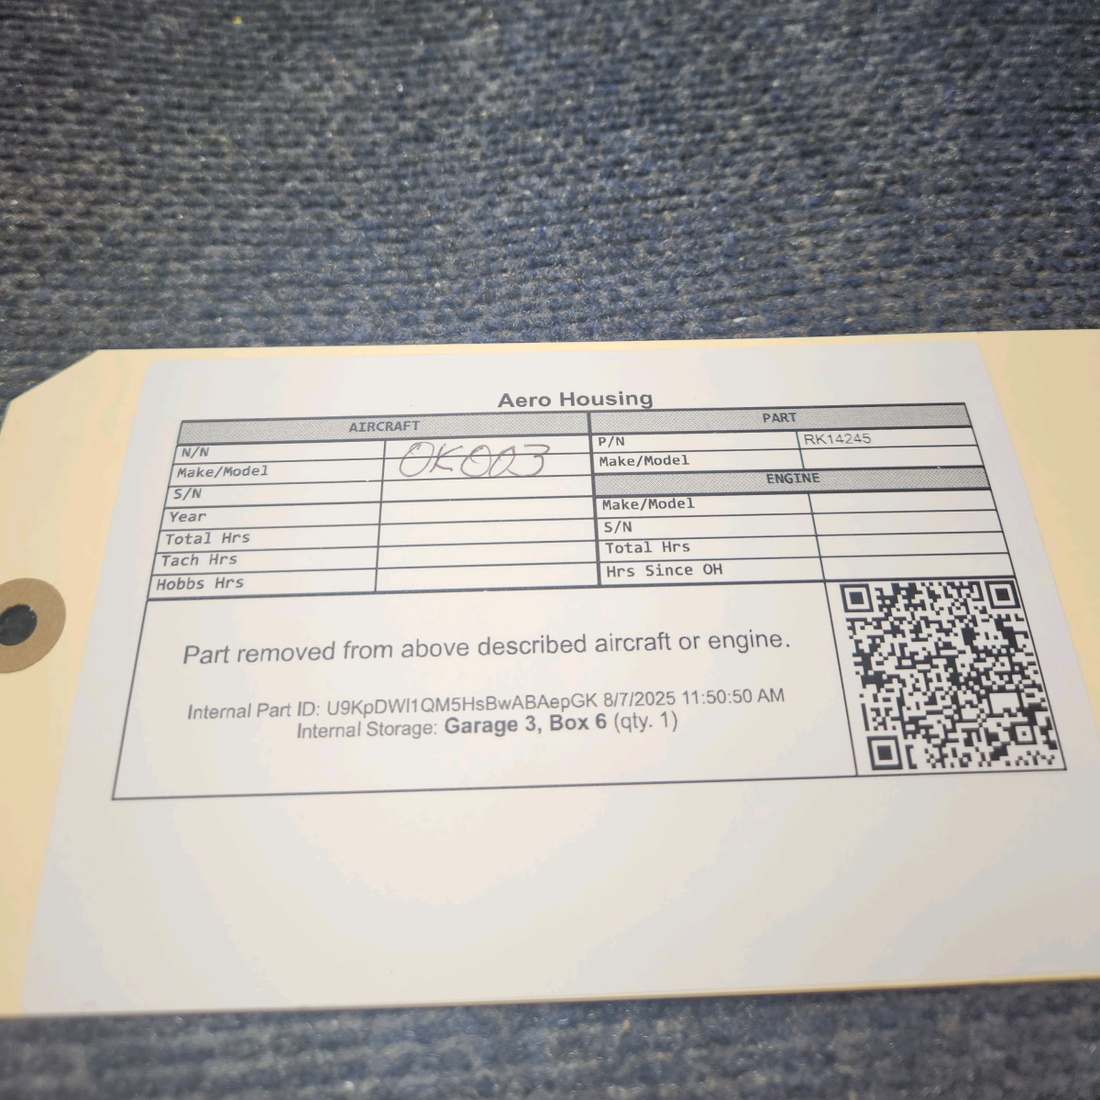 Aero Housing
AIRCRAFT
N/N
Make/Model
S/N
Year
Total Hrs
Tach Hrs
Hobbs Hrs
OK003
PART
P/N RK14245
Make/Model
ENGINE
Make/Model
S/N
Total Hrs
Hrs Since OH
Part removed from above described aircraft or engine.
Internal Part ID: U9KpDWI1QM5HsBwABAepGK 8/7/2025 11:50:50 AM
Internal Storage: Garage 3, Box 6 (qty. 1)